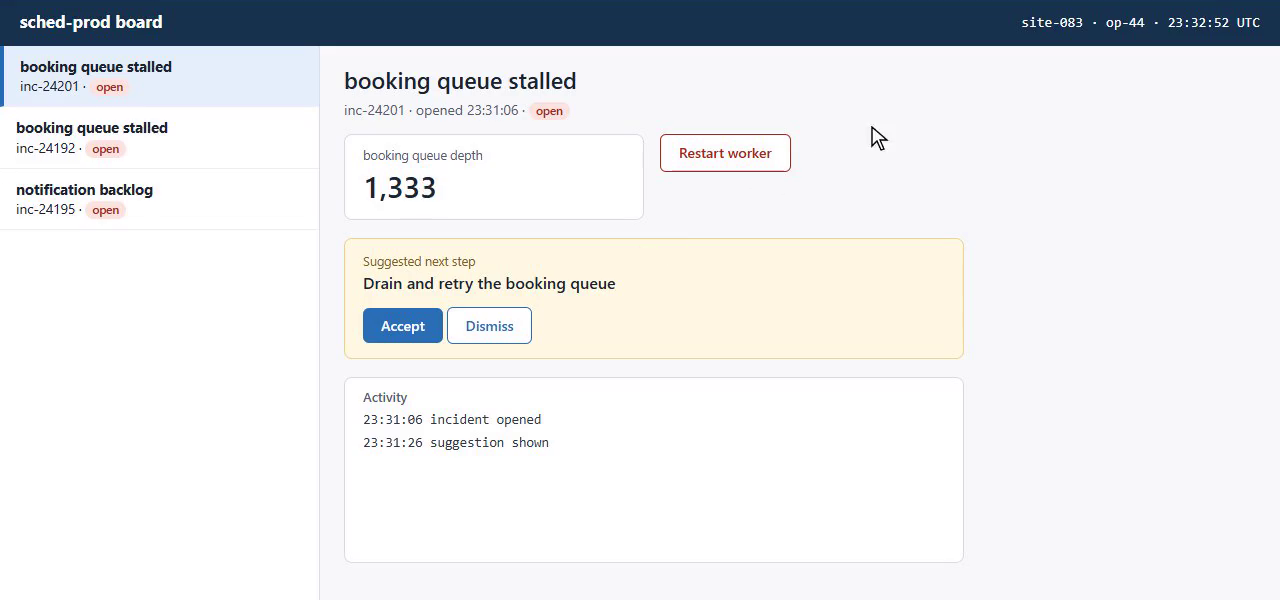 sched-prod board
site-083 · op-44 · 23:32:52 UTC
booking queue stalled
inc-24201 · open
booking queue stalled
inc-24192 · open
notification backlog
inc-24195 · open
booking queue stalled
inc-24201 · opened 23:31:06 · open
booking queue depth
1,333
Restart worker
Suggested next step
Drain and retry the booking queue
Accept Dismiss
Activity
23:31:06 incident opened
23:31:26 suggestion shown